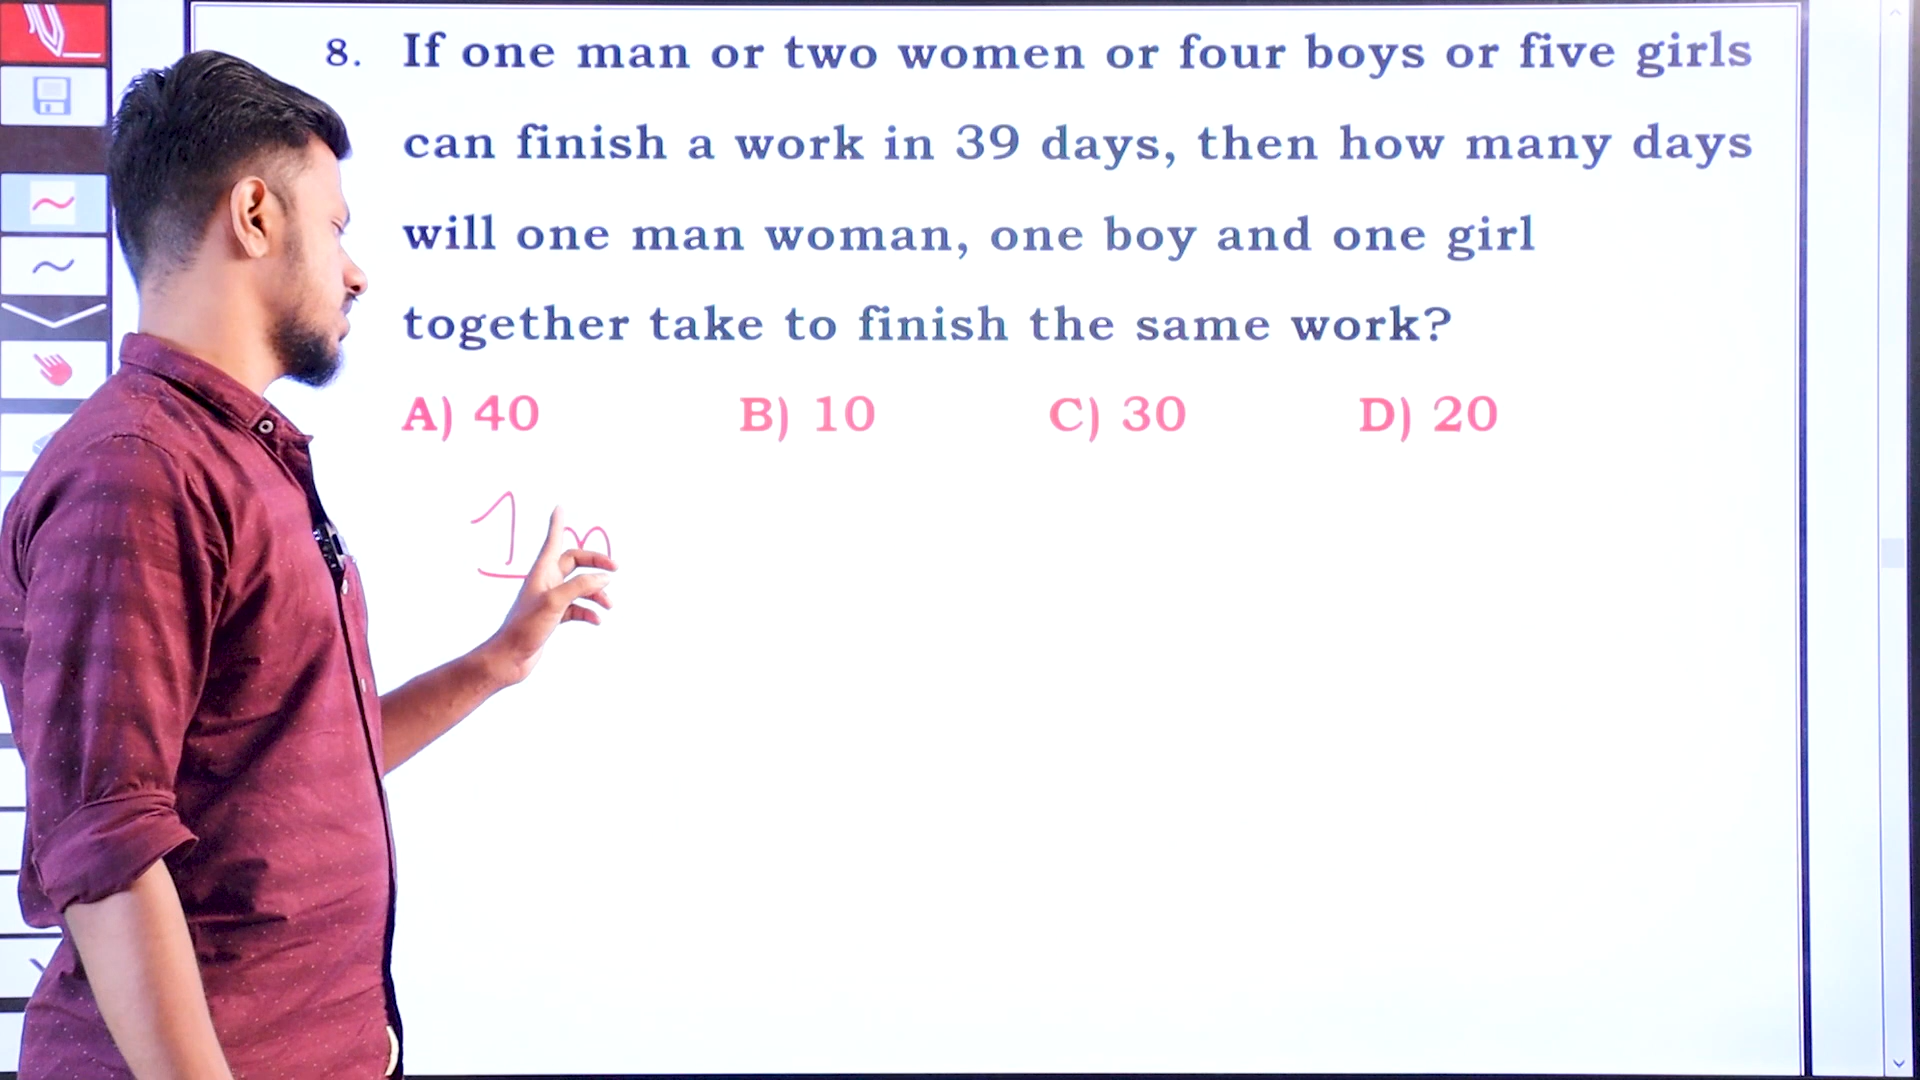 8. If one man or two women or four boys or five girls
can finish a work in 39 days, then how many days
will one man woman, one boy and one girl
together take to finish the same work?
A) 40 B) 10 C) 30 D) 20
1 m